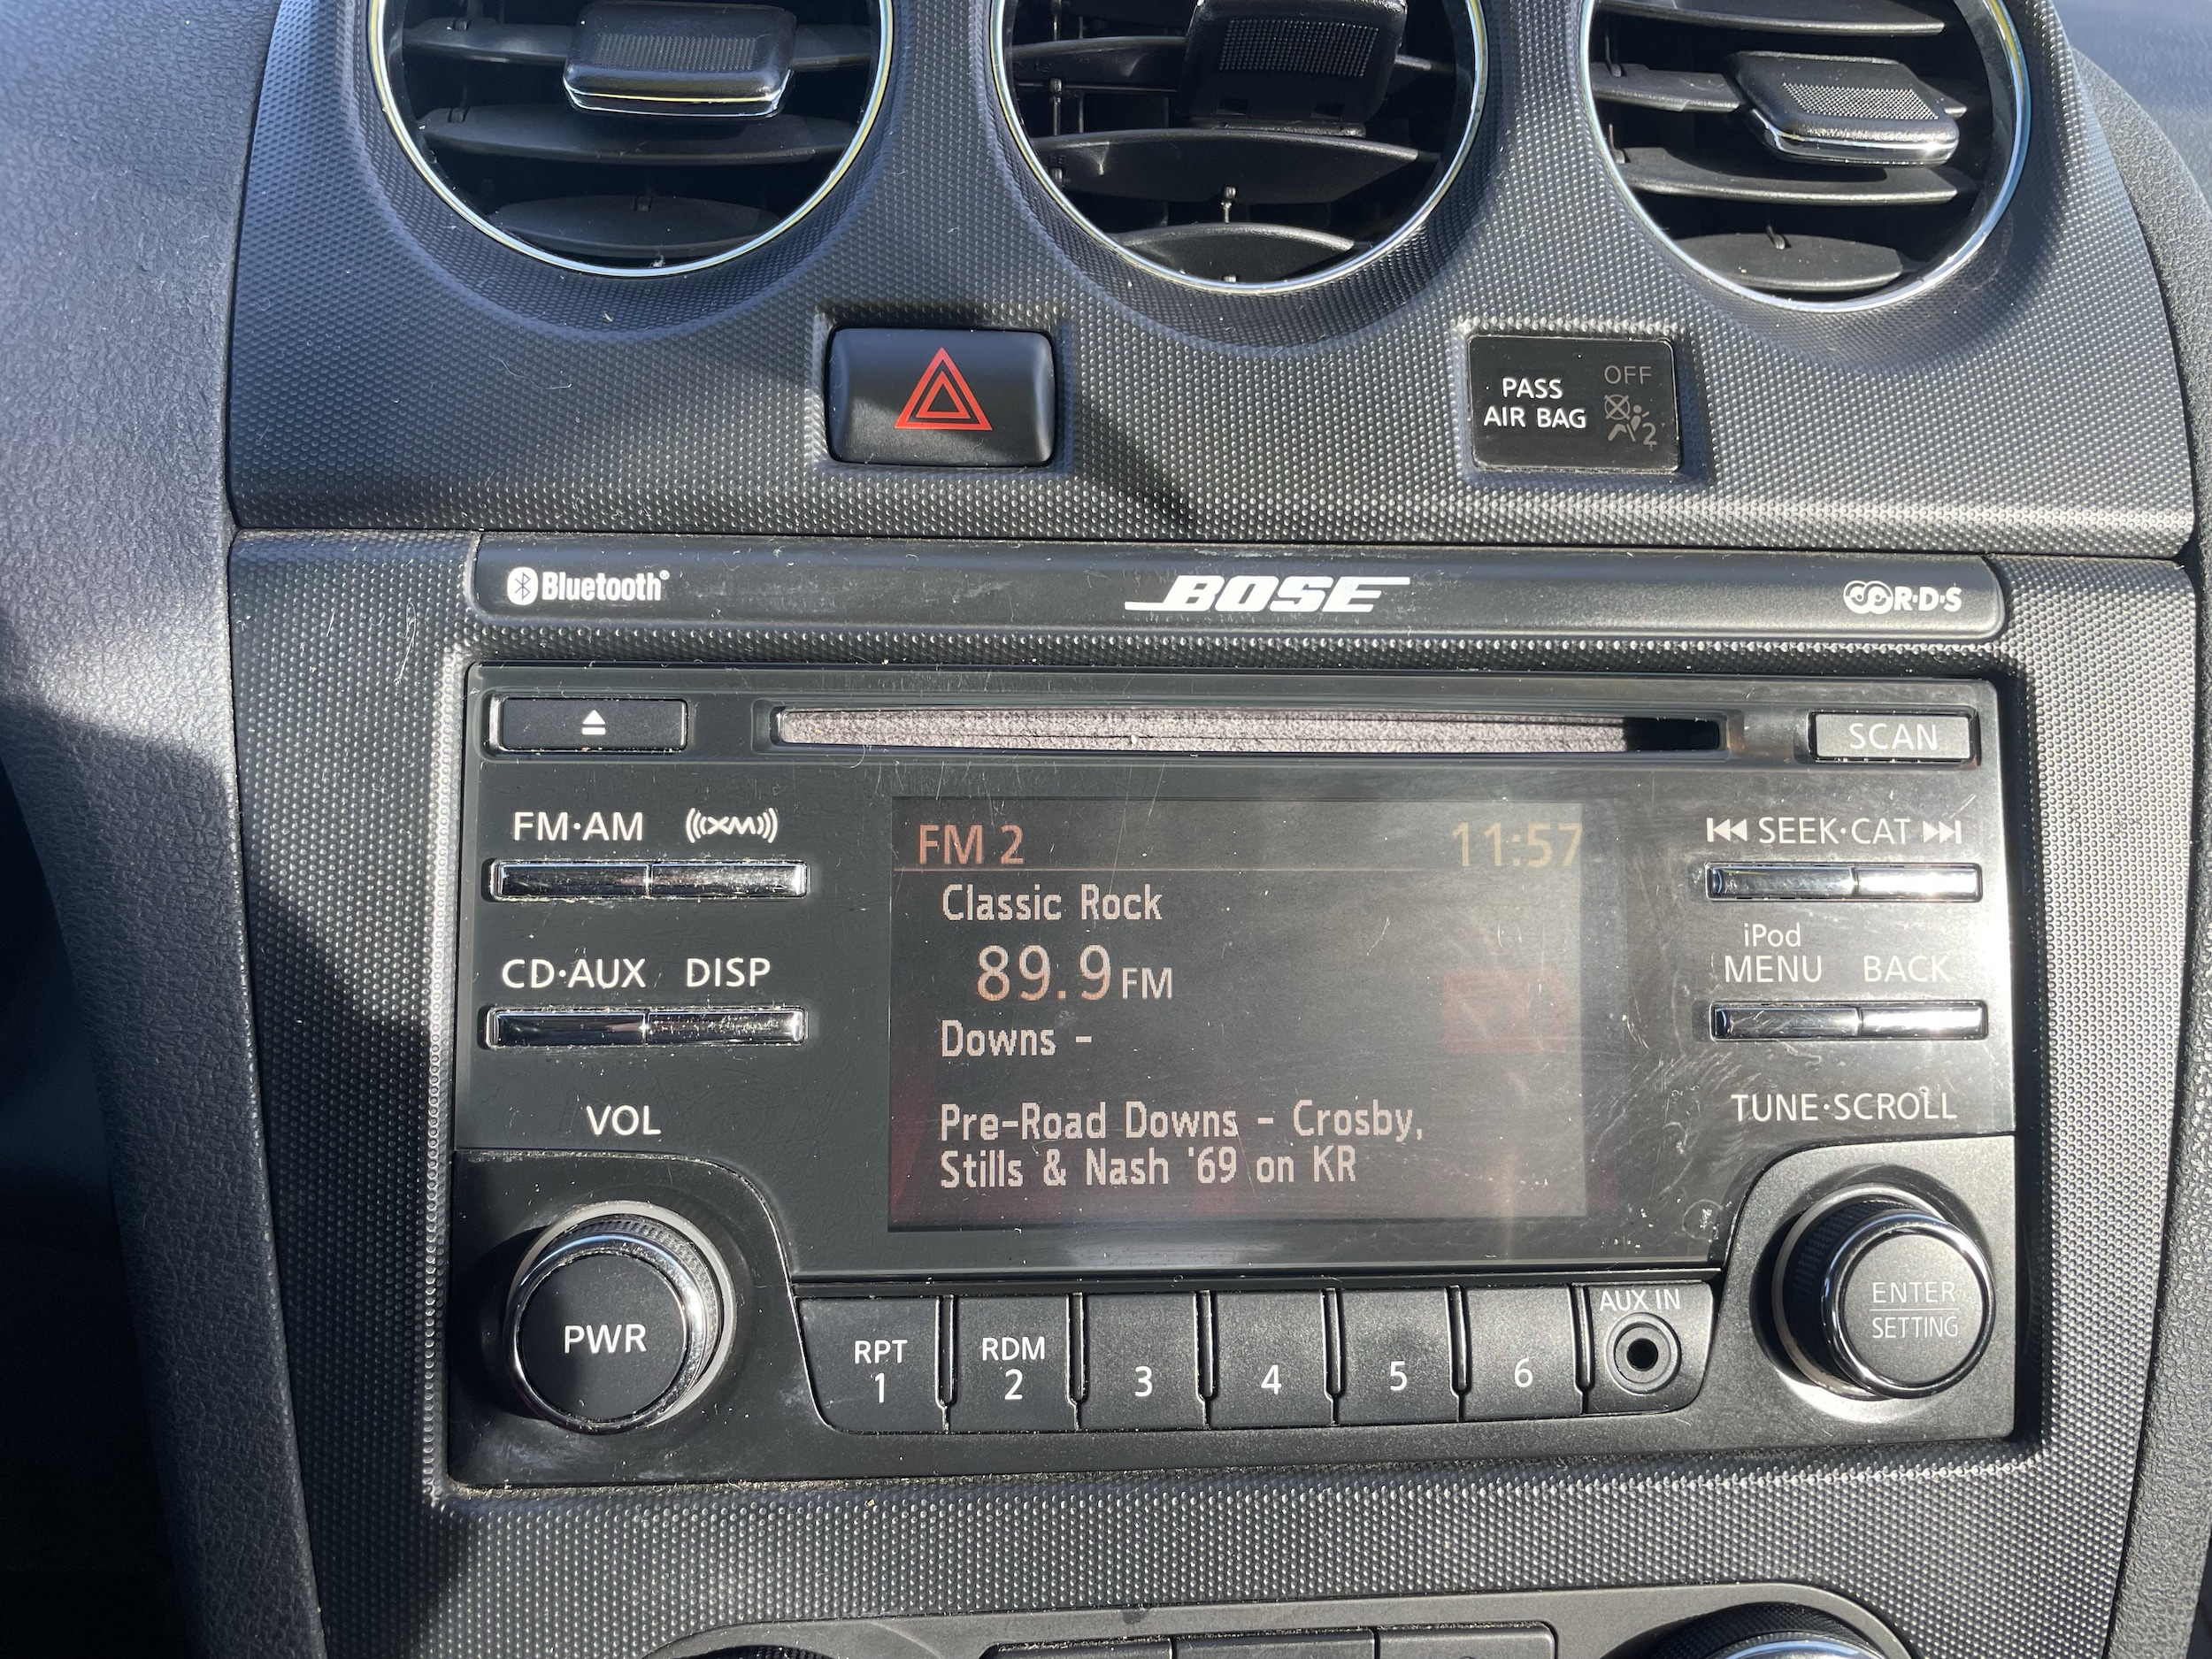 PASS
AIR BAG
OFF
2
Bluetooth®
BOSE
R·D·S
SCAN
FM·AM
XM
SEEK·CAT
FM 2
11:57
Classic Rock
89.9 FM
Downs -
Pre-Road Downs - Crosby,
Stills & Nash '69 on KR
CD·AUX
DISP
iPod
MENU
BACK
VOL
TUNE·SCROLL
PWR
RPT
1
RDM
2
3
4
5
6
AUX IN
ENTER
SETTING